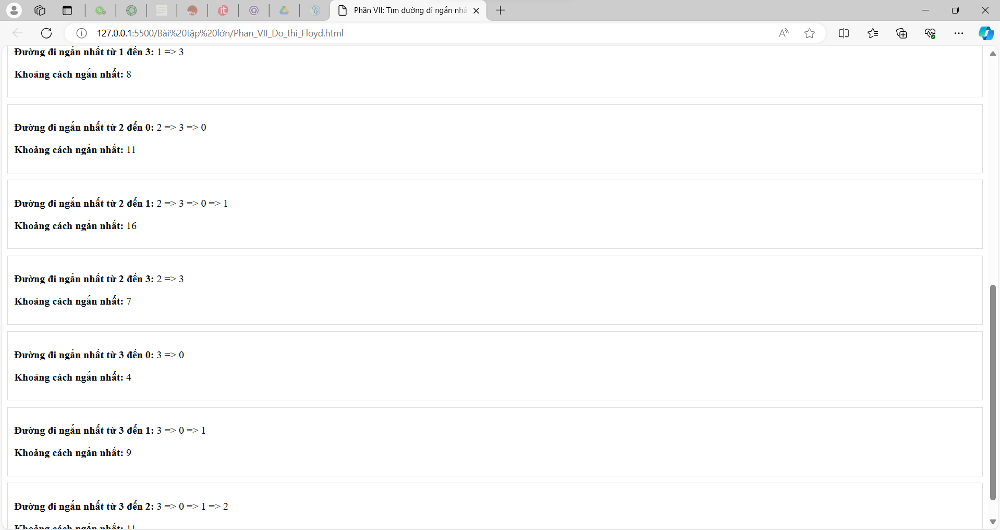 Phần VII: Tìm đường đi ngắn nhấ
127.0.0.1:5500/Bài%20tập%20lớn/Phan_VII_Do_thi_Floyd.html
Đường đi ngắn nhất từ 1 đến 3: 1 => 3
Khoảng cách ngắn nhất: 8
Đường đi ngắn nhất từ 2 đến 0: 2 => 3 => 0
Khoảng cách ngắn nhất: 11
Đường đi ngắn nhất từ 2 đến 1: 2 => 3 => 0 => 1
Khoảng cách ngắn nhất: 16
Đường đi ngắn nhất từ 2 đến 3: 2 => 3
Khoảng cách ngắn nhất: 7
Đường đi ngắn nhất từ 3 đến 0: 3 => 0
Khoảng cách ngắn nhất: 4
Đường đi ngắn nhất từ 3 đến 1: 3 => 0 => 1
Khoảng cách ngắn nhất: 9
Đường đi ngắn nhất từ 3 đến 2: 3 => 0 => 1 => 2
Khoảng cách ngắn nhất: 11